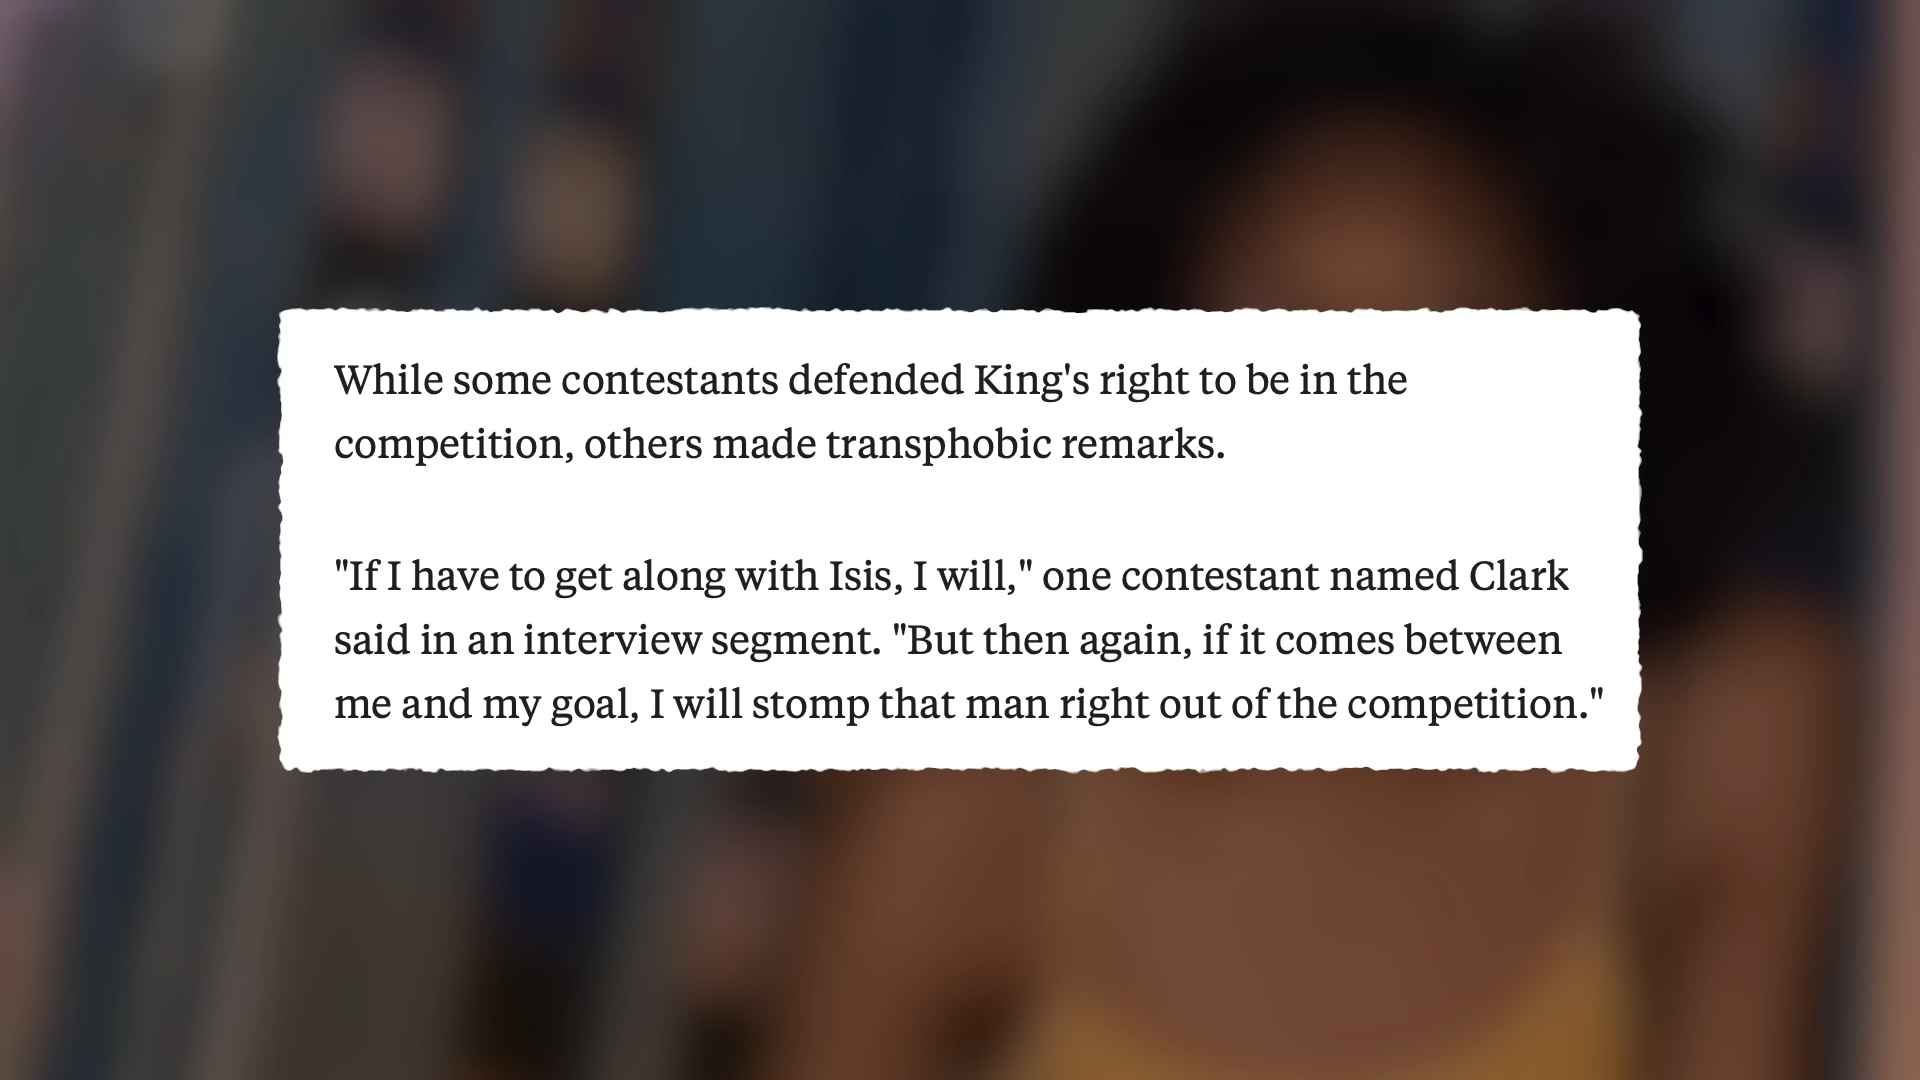 While some contestants defended King's right to be in the
competition, others made transphobic remarks.
"If I have to get along with Isis, I will," one contestant named Clark
said in an interview segment. "But then again, if it comes between
me and my goal, I will stomp that man right out of the competition."